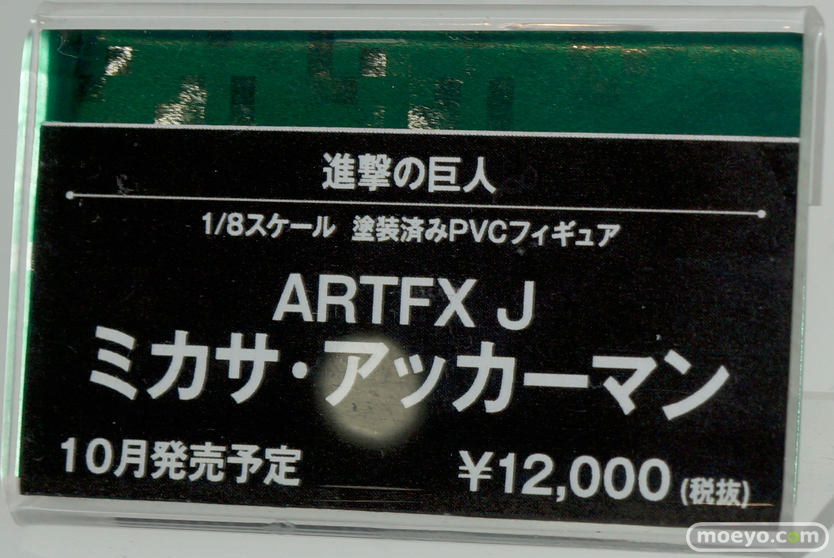 進撃の巨人
1/8スケール 塗装済みPVCフィギュア
ARTFX J
ミカサ・アッカーマン
10月発売予定 ¥12,000(税抜)
moeyo.com